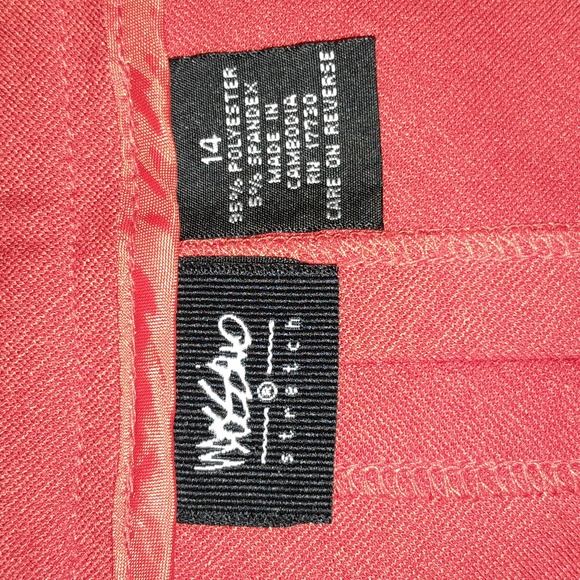 14
95% POLYESTER
5% SPANDEX
MADE IN
CAMBODIA
RN 17730
CARE ON REVERSE
MOSSIMO
®
stretch